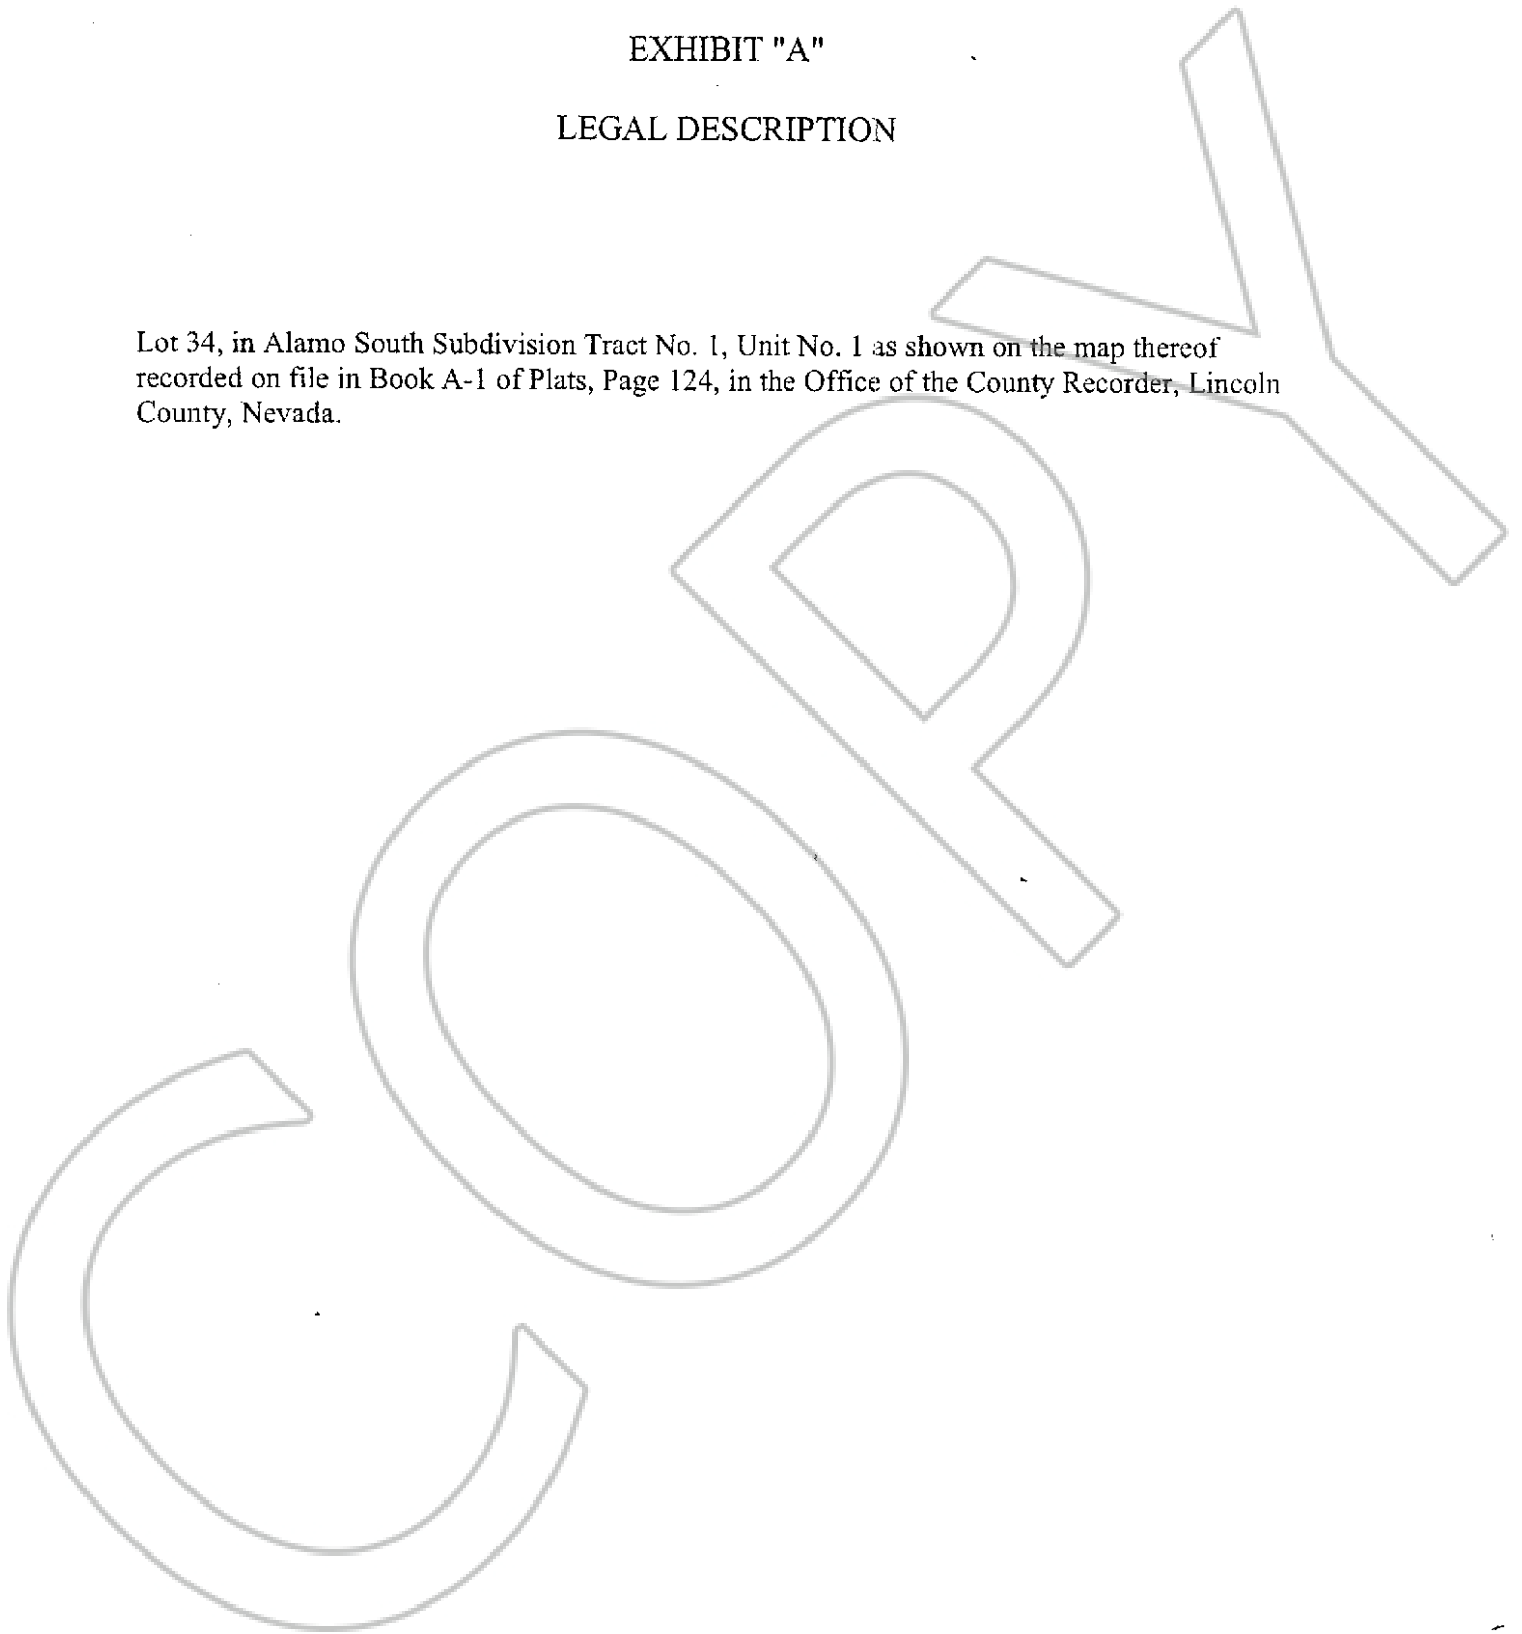 EXHIBIT "A"
LEGAL DESCRIPTION
Lot 34, in Alamo South Subdivision Tract No. 1, Unit No. 1 as shown on the map thereof
recorded on file in Book A-1 of Plats, Page 124, in the Office of the County Recorder, Lincoln
County, Nevada.
COPY